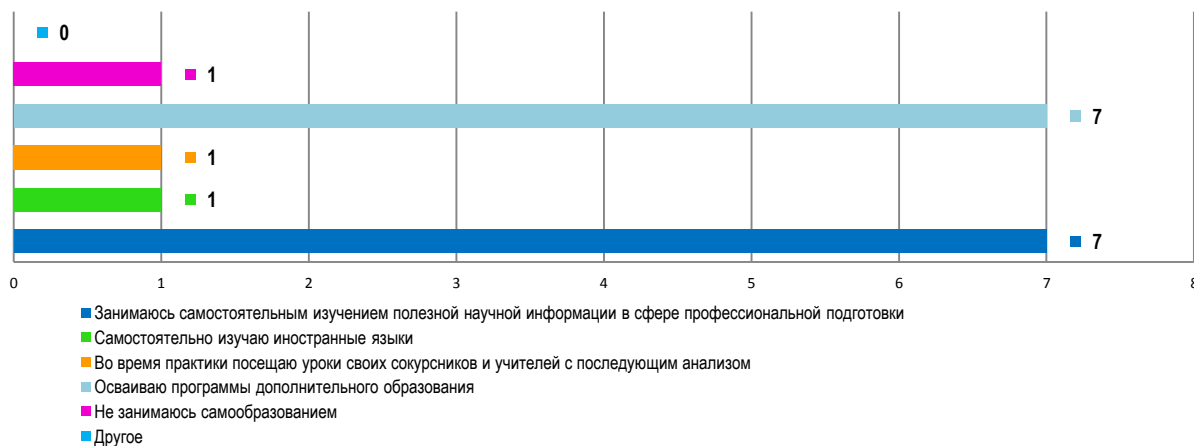 0
1
7
1
1
7
0 1 2 3 4 5 6 7 8
Занимаюсь самостоятельным изучением полезной научной информации в сфере профессиональной подготовки
Самостоятельно изучаю иностранные языки
Во время практики посещаю уроки своих сокурсников и учителей с последующим анализом
Осваиваю программы дополнительного образования
Не занимаюсь самообразованием
Другое